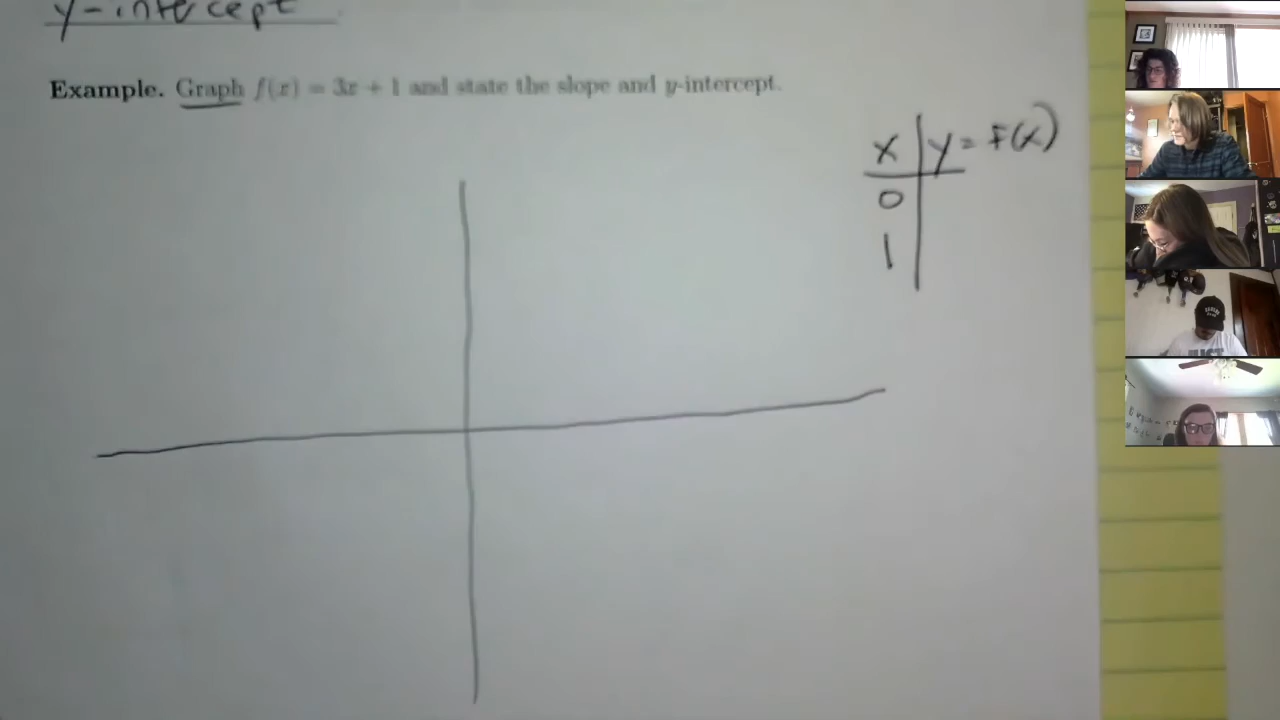 y-intercept
Example. Graph f(x) = 3x + 1 and state the slope and y-intercept.
x | y = f(x)
0
1